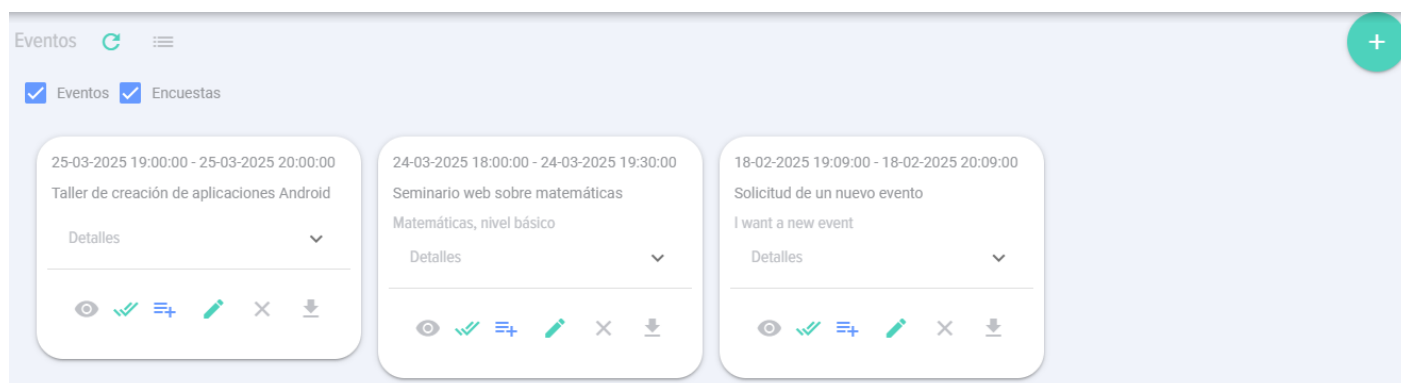 Eventos
Eventos Encuestas
25-03-2025 19:00:00 - 25-03-2025 20:00:00
Taller de creación de aplicaciones Android
Detalles
24-03-2025 18:00:00 - 24-03-2025 19:30:00
Seminario web sobre matemáticas
Matemáticas, nivel básico
Detalles
18-02-2025 19:09:00 - 18-02-2025 20:09:00
Solicitud de un nuevo evento
I want a new event
Detalles